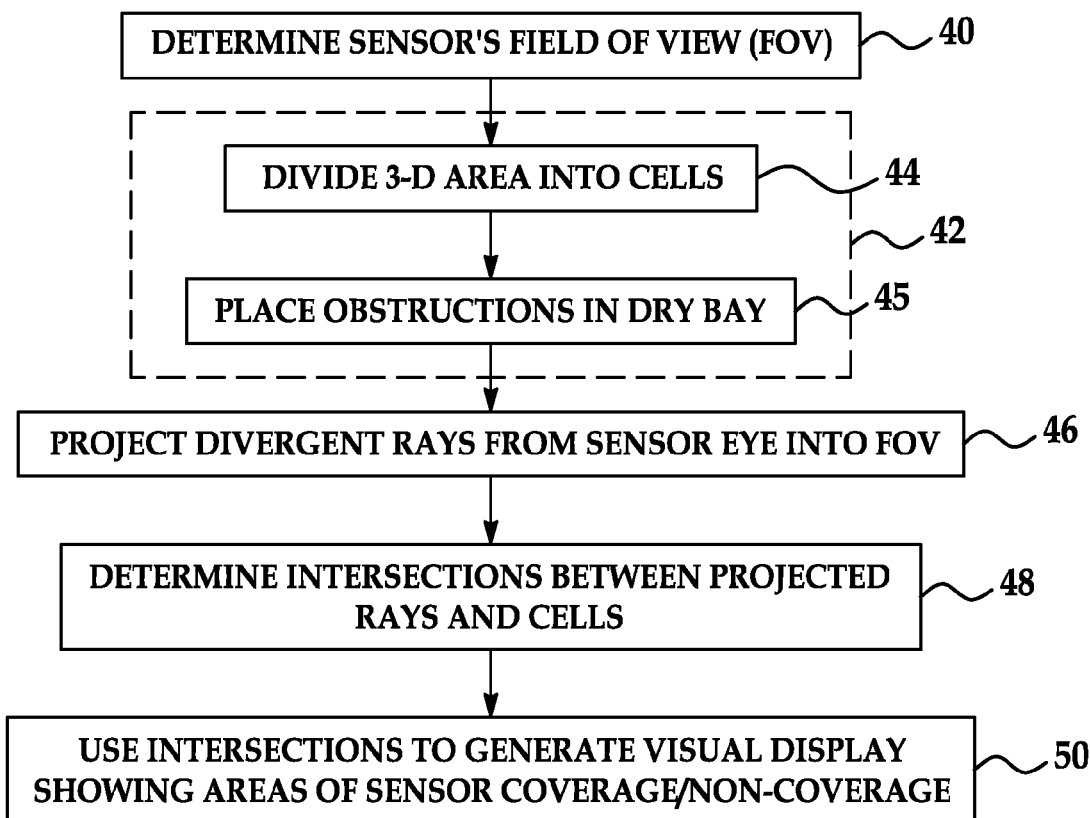 DETERMINE SENSOR'S FIELD OF VIEW (FOV)
40
DIVIDE 3-D AREA INTO CELLS
44
42
PLACE OBSTRUCTIONS IN DRY BAY
45
PROJECT DIVERGENT RAYS FROM SENSOR EYE INTO FOV
46
DETERMINE INTERSECTIONS BETWEEN PROJECTED
RAYS AND CELLS
48
USE INTERSECTIONS TO GENERATE VISUAL DISPLAY
SHOWING AREAS OF SENSOR COVERAGE/NON-COVERAGE
50